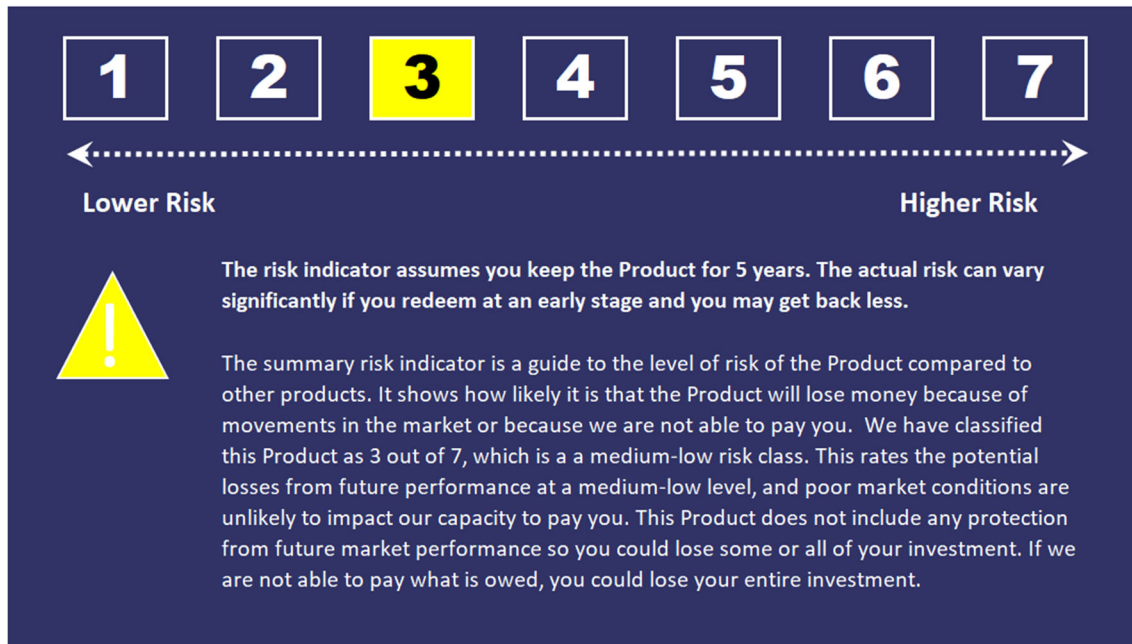 1 2 3 4 5 6 7
Lower Risk Higher Risk
The risk indicator assumes you keep the Product for 5 years. The actual risk can vary
significantly if you redeem at an early stage and you may get back less.
!
The summary risk indicator is a guide to the level of risk of the Product compared to
other products. It shows how likely it is that the Product will lose money because of
movements in the market or because we are not able to pay you.  We have classified
this Product as 3 out of 7, which is a a medium-low risk class. This rates the potential
losses from future performance at a medium-low level, and poor market conditions are
unlikely to impact our capacity to pay you. This Product does not include any protection
from future market performance so you could lose some or all of your investment. If we
are not able to pay what is owed, you could lose your entire investment.